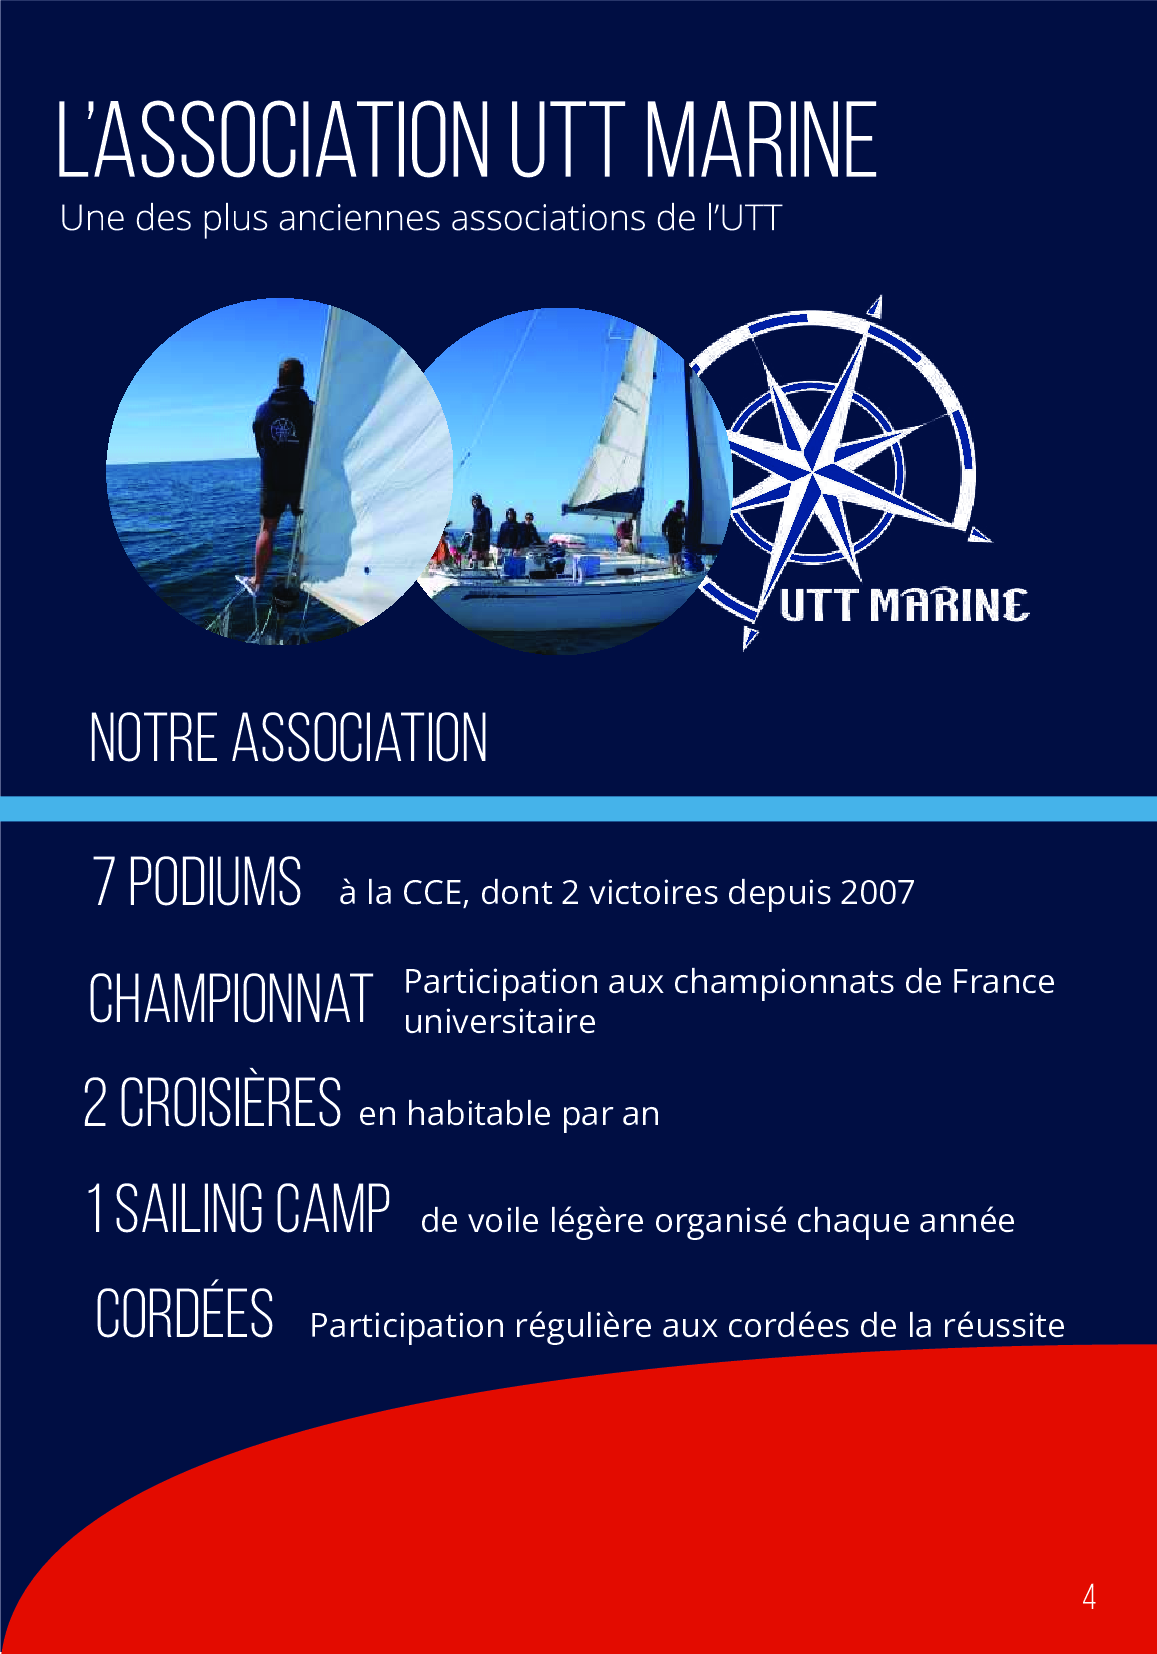 L'ASSOCIATION UTT MARINE
Une des plus anciennes associations de l'UTT
UTT MARINE
NOTRE ASSOCIATION
7 PODIUMS à la CCE, dont 2 victoires depuis 2007
CHAMPIONNAT Participation aux championnats de France
universitaire
2 CROISIÈRES en habitable par an
1 SAILING CAMP de voile légère organisé chaque année
CORDÉES Participation régulière aux cordées de la réussite
4